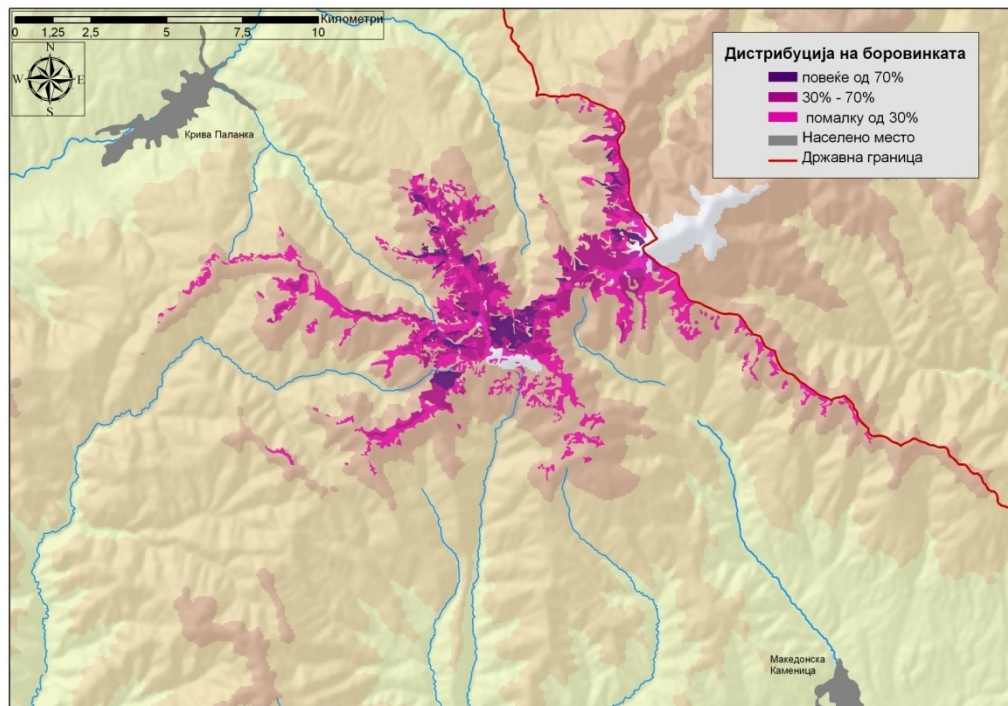 Километри
0 1,25 2,5 5 7,5 10
N
W E
S
Крива Паланка
Дистрибуција на боровинката
повеќе од 70%
30% - 70%
помалку од 30%
Населено место
Државна граница
Македонска
Каменица